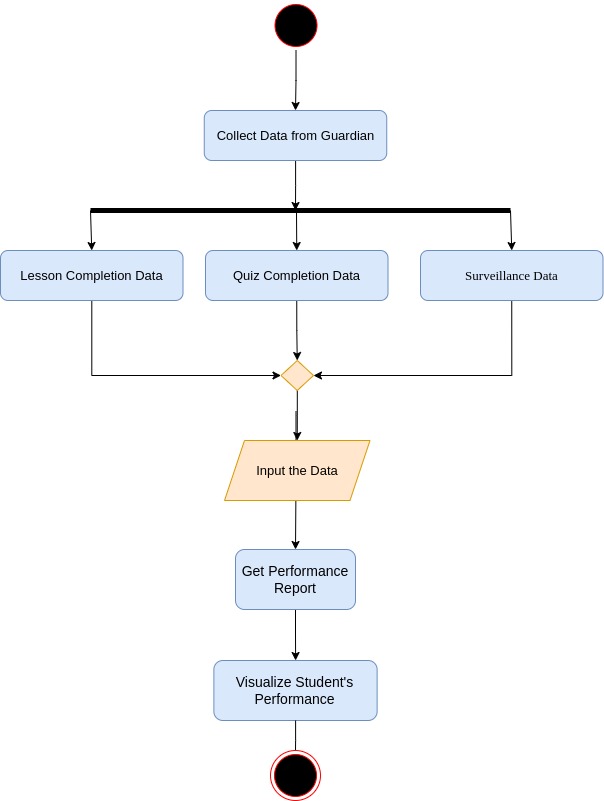 Collect Data from Guardian
Lesson Completion Data
Quiz Completion Data
Surveillance Data
Input the Data
Get Performance
Report
Visualize Student's
Performance